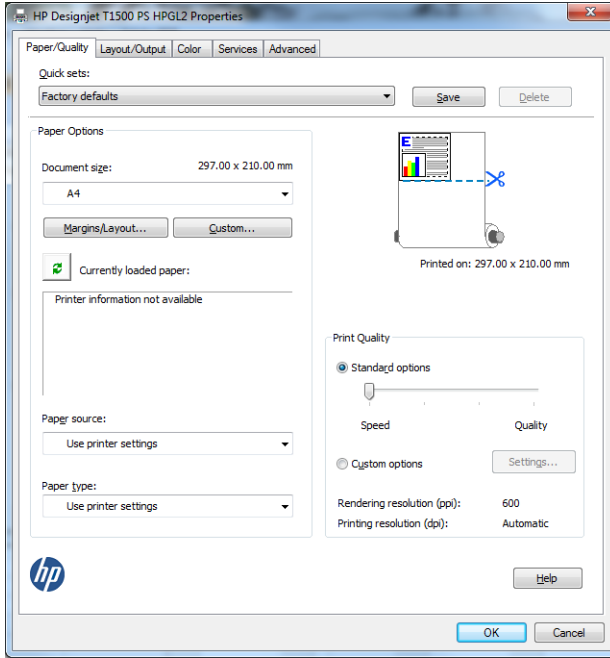 HP Designjet T1500 PS HPGL2 Properties
Paper/Quality Layout/Output Color Services Advanced
Quick sets:
Factory defaults
Save
Delete
Paper Options
Document size: 297.00 x 210.00 mm
A4
Margins/Layout... Custom...
Currently loaded paper:
Printer information not available
Paper source:
Use printer settings
Paper type:
Use printer settings
E
Printed on: 297.00 x 210.00 mm
Print Quality
Standard options
Speed Quality
Custom options Settings...
Rendering resolution (ppi): 600
Printing resolution (dpi): Automatic
hp
Help
OK Cancel